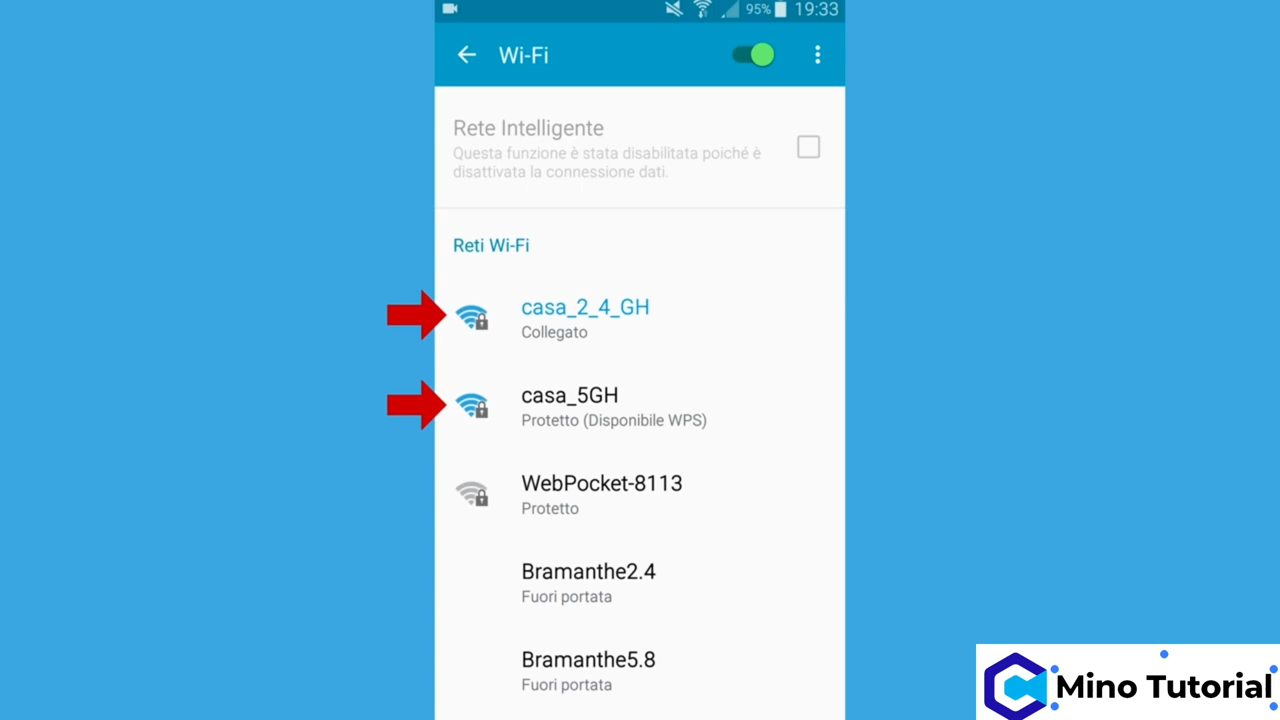 95% 19:33
Wi-Fi
Rete Intelligente
Questa funzione è stata disabilitata poiché è
disattivata la connessione dati.
Reti Wi-Fi
casa_2_4_GH
Collegato
casa_5GH
Protetto (Disponibile WPS)
WebPocket-8113
Protetto
Bramanthe2.4
Fuori portata
Bramanthe5.8
Fuori portata
Mino Tutorial